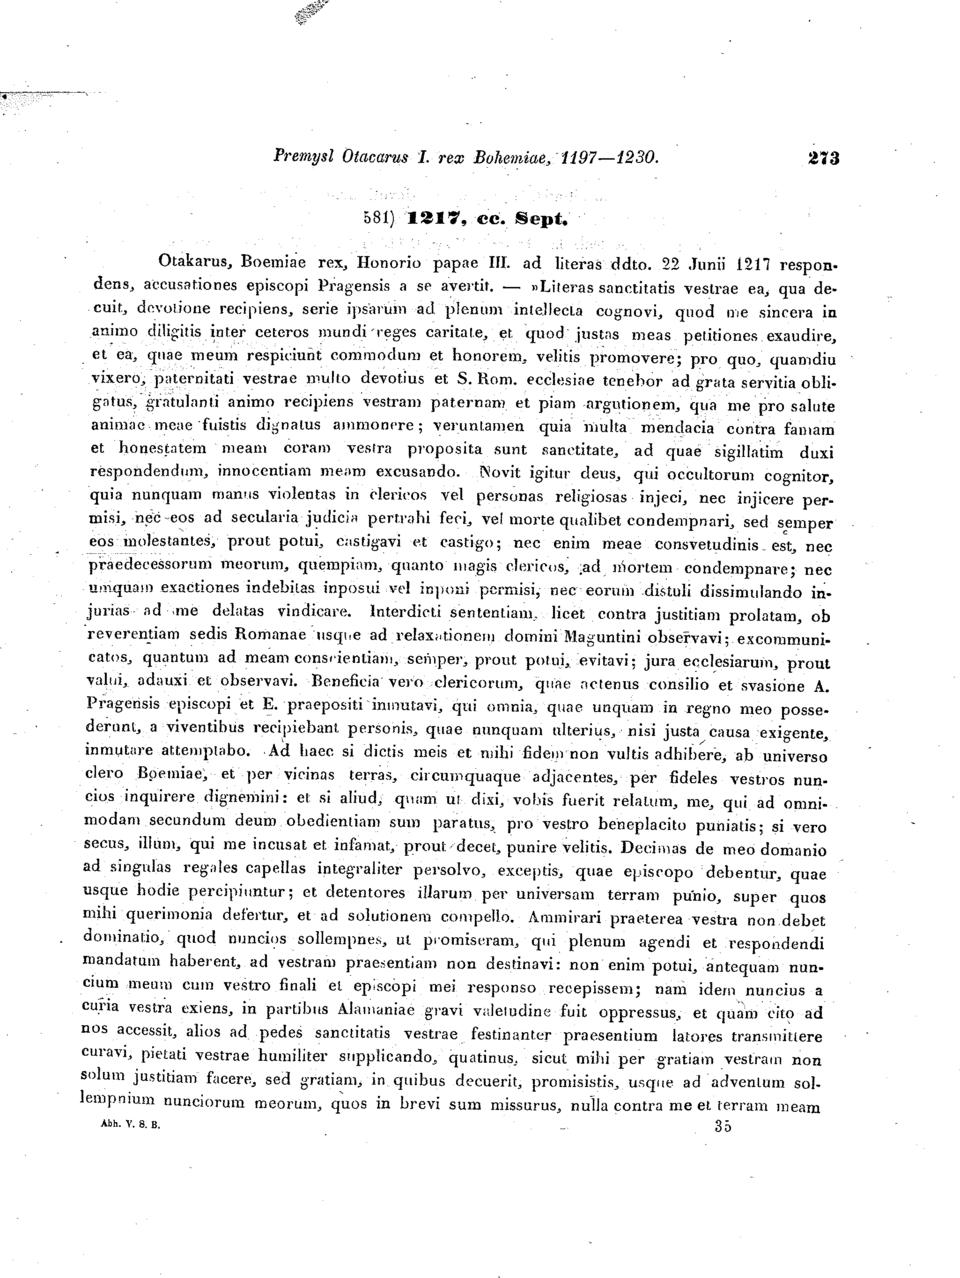 Premysl Otacarus I. rex Bohemiae, 1197—1230. 273
581) 1217, cc. Sept.
Otakarus, Boemiae rex, Honorio papae III. ad literas ddto. 22 Junii 1217 respon-
dens, accusationes episcopi Pragensis a se avertit. — »Literas sanctitatis vestrae ea, qua de-
cuit, devotione recipiens, serie ipsarum ad plenum intellecta cognovi, quod me sincera in
animo diligitis inter ceteros mundi reges caritate, et quod justas meas petitiones exaudire,
et ea, quae meum respiciunt commodum et honorem, velitis promovere; pro quo, quamdiu
vixero, paternitati vestrae multo devotius et S. Rom. ecclesiae tenebor ad grata servitia obli-
gatus, gratulanti animo recipiens vestram paternam et piam argutionem, qua me pro salute
animae meae fuistis dignatus ammonere; veruntamen quia multa mendacia contra famam
et honestatem meam coram vestra proposita sunt sanctitate, ad quae sigillatim duxi
respondendum, innocentiam meam excusando. Novit igitur deus, qui occultorum cognitor,
quia nunquam manus violentas in clericos vel personas religiosas injeci, nec injicere per-
misi, nec eos ad secularia judicia pertrahi feci, vel morte qualibet condempnari, sed semper
eos molestantes, prout potui, castigavi et castigo; nec enim meae consvetudinis est, nec
praedecessorum meorum, quempiam, quanto magis clericos, ad mortem condempnare; nec
umquam exactiones indebitas inposui vel inponi permisi, nec eorum distuli dissimulando in-
jurias ad me delatas vindicare. Interdicti sententiam, licet contra justitiam prolatam, ob
reverentiam sedis Romanae usque ad relaxationem domini Maguntini observavi; excommuni-
catos, quantum ad meam conscientiam, semper, prout potui, evitavi; jura ecclesiarum, prout
valui, adauxi et observavi. Beneficia vero clericorum, quae actenus consilio et svasione A.
Pragensis episcopi et E. praepositi inmutavi, qui omnia, quae unquam in regno meo posse-
derunt, a viventibus recipiebant personis, quae nunquam ulterius, nisi justa causa exigente,
inmutare attemptabo. Ad haec si dictis meis et mihi fidem non vultis adhibere, ab universo
clero Boemiae, et per vicinas terras, circumquaque adjacentes, per fideles vestros nun-
cios inquirere dignemini: et si aliud, quam ut dixi, vobis fuerit relatum, me, qui ad omni-
modam secundum deum obedientiam sum paratus, pro vestro beneplacito puniatis; si vero
secus, illum, qui me incusat et infamat, prout decet, punire velitis. Decimas de meo domanio
ad singulas regales capellas integraliter persolvo, exceptis, quae episcopo debentur, quae
usque hodie percipiuntur; et detentores illarum per universam terram punio, super quos
mihi querimonia defertur, et ad solutionem compello. Ammirari praeterea vestra non debet
dominatio, quod nuncios sollempnes, ut promiseram, qui plenum agendi et respondendi
mandatum haberent, ad vestram praesentiam non destinavi: non enim potui, antequam nun-
cium meum cum vestro finali et episcopi mei responso recepissem; nam idem nuncius a
curia vestra exiens, in partibus Alamaniae gravi valetudine fuit oppressus, et quam cito ad
nos accessit, alios ad pedes sanctitatis vestrae festinanter praesentium latores transmittere
curavi, pietati vestrae humiliter supplicando, quatinus, sicut mihi per gratiam vestram non
solum justitiam facere, sed gratiam, in quibus decuerit, promisistis, usque ad adventum sol-
lempnium nunciorum meorum, quos in brevi sum missurus, nulla contra me et terram meam
Abh. V. 8. B. 35